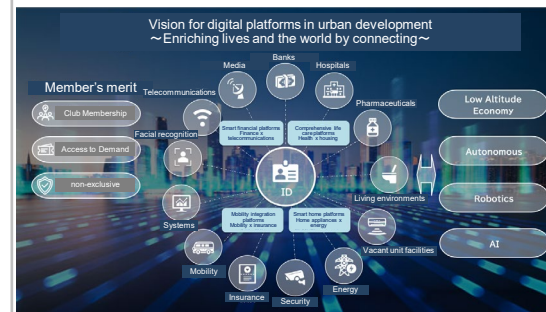 Vision for digital platforms in urban development
～Enriching lives and the world by connecting～
Member's merit
Club Membership
Access to Demand
non-exclusive
Banks
Media
Hospitals
Telecommunications
Pharmaceuticals
Facial recognition
Smart financial platforms
Finance x
telecommunications
Comprehensive life
care platforms
Health x housing
ID
Living environments
Systems
Mobility integration
platforms
Mobility x insurance
Smart home platforms
Home appliances x
energy
Vacant unit facilities
Mobility
Energy
Insurance
Security
Low Altitude
Economy
Autonomous
Robotics
AI